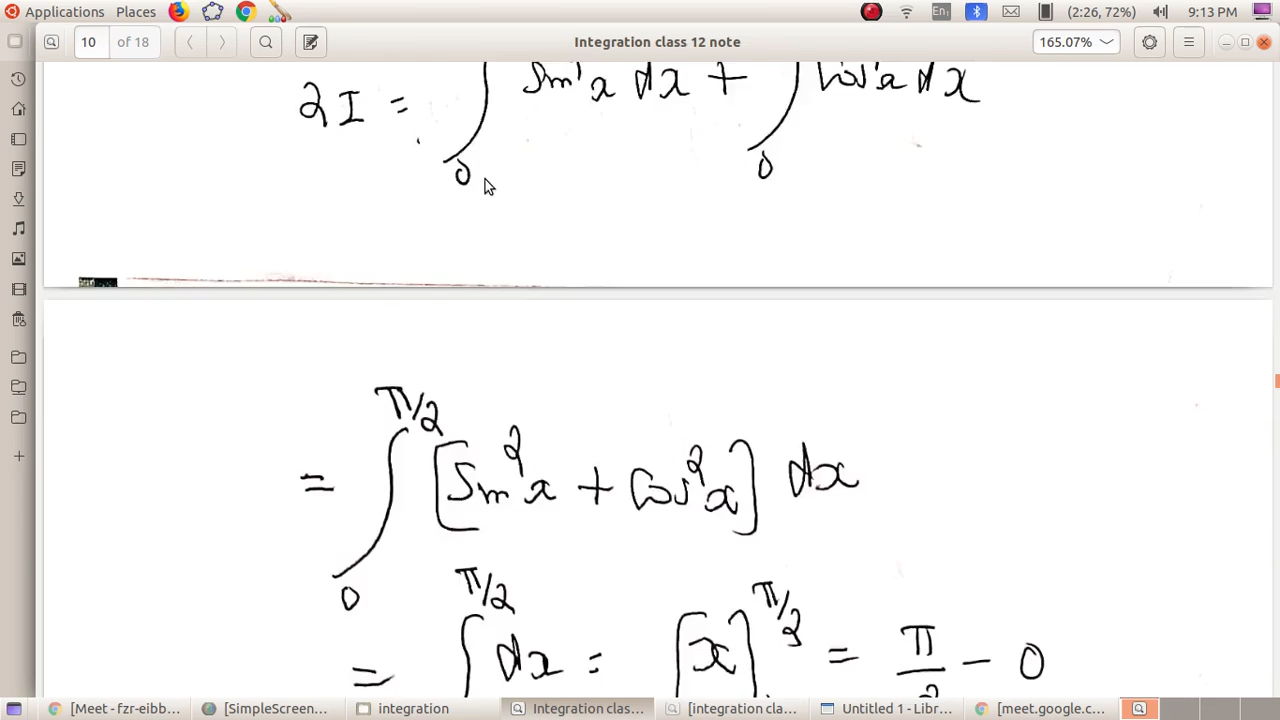 Applications Places En1 (2:26, 72%) 9:13 PM
10 of 18 Integration class 12 note 165.07%
2I = ∫₀ Sin²x dx + ∫₀ Cos²x dx
= ∫₀^π/2 [Sin²x + Cos²x] dx
= ∫^π/2 dx = [x]^π/2 = π/2 - 0
[Meet - fzr-eibb... [SimpleScreen... integration Integration clas... [integration cla... Untitled 1 - Libr... [meet.google.c...